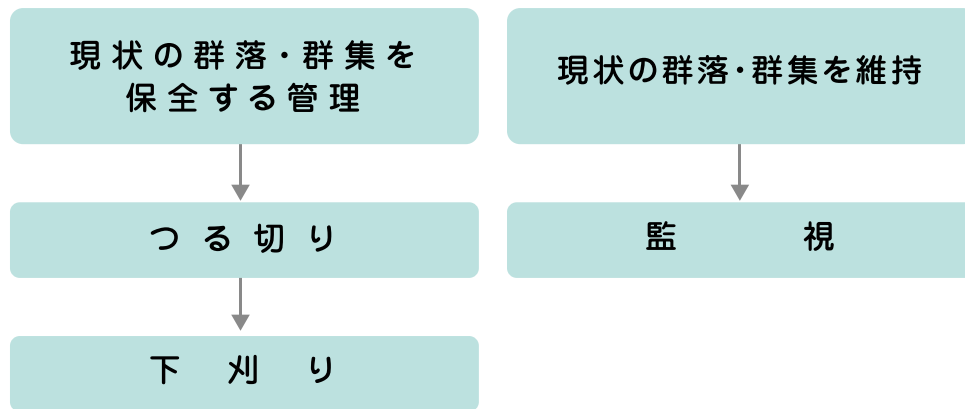 現状の群落・群集を
保全する管理
つる切り
下刈り
現状の群落・群集を維持
監視